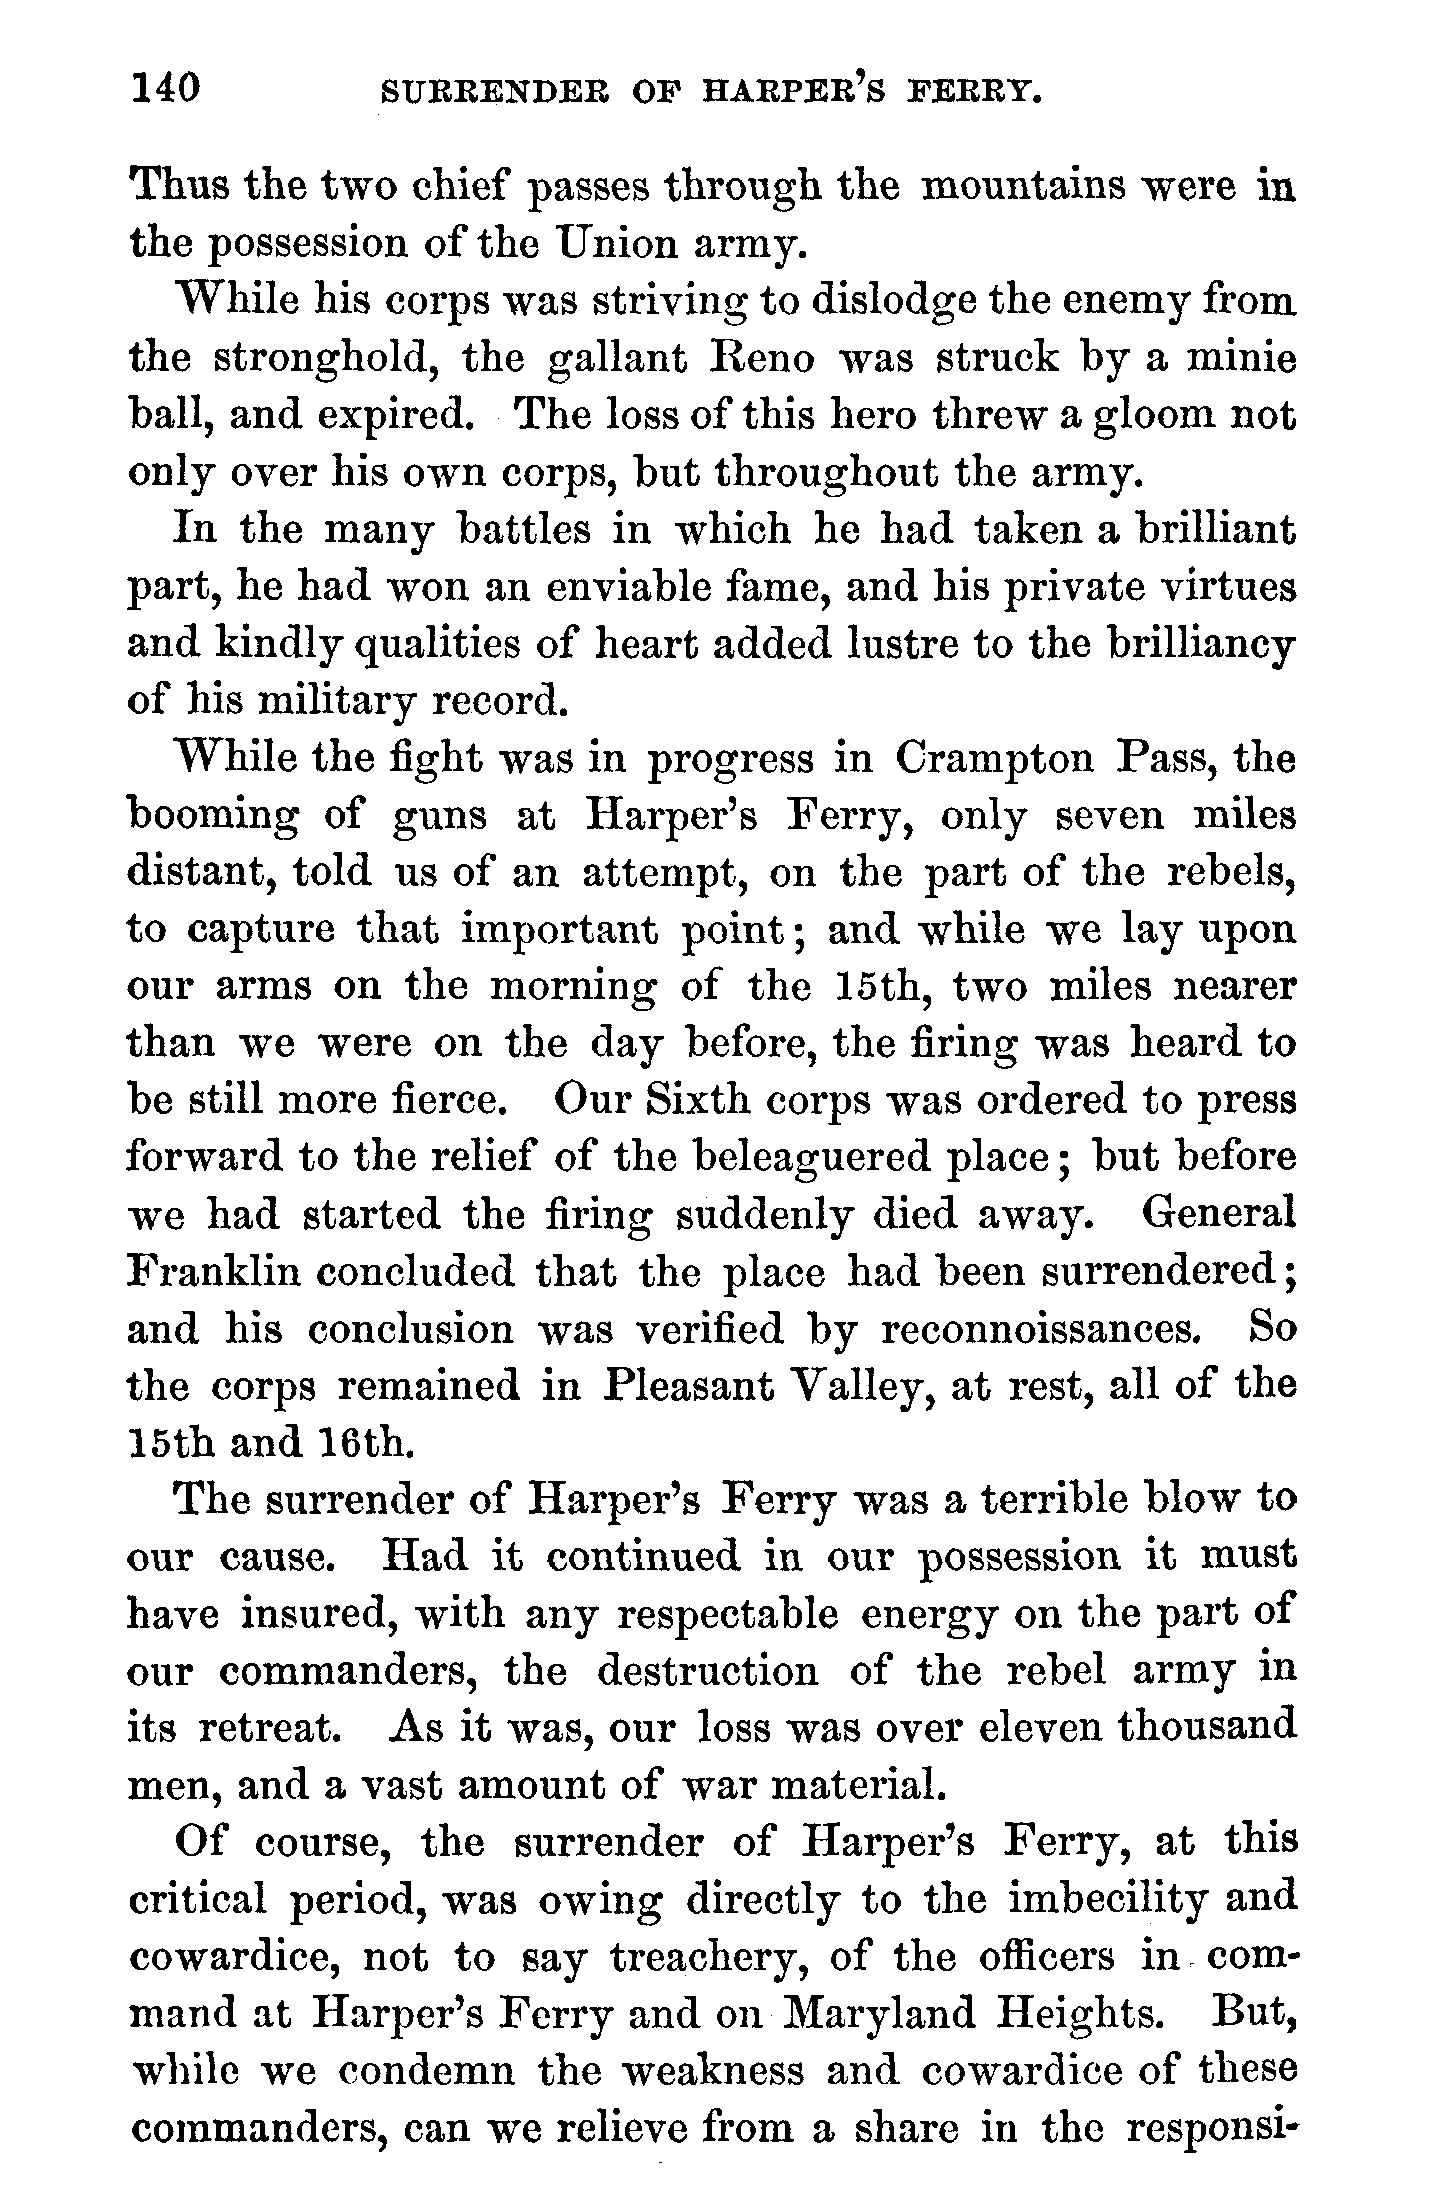 140 SURRENDER OF HARPER'S FERRY.
Thus the two chief passes through the mountains were in
the possession of the Union army.
While his corps was striving to dislodge the enemy from
the stronghold, the gallant Reno was struck by a minie
ball, and expired. The loss of this hero threw a gloom not
only over his own corps, but throughout the army.
In the many battles in which he had taken a brilliant
part, he had won an enviable fame, and his private virtues
and kindly qualities of heart added lustre to the brilliancy
of his military record.
While the fight was in progress in Crampton Pass, the
booming of guns at Harper's Ferry, only seven miles
distant, told us of an attempt, on the part of the rebels,
to capture that important point; and while we lay upon
our arms on the morning of the 15th, two miles nearer
than we were on the day before, the firing was heard to
be still more fierce. Our Sixth corps was ordered to press
forward to the relief of the beleaguered place; but before
we had started the firing suddenly died away. General
Franklin concluded that the place had been surrendered;
and his conclusion was verified by reconnoissances. So
the corps remained in Pleasant Valley, at rest, all of the
15th and 16th.
The surrender of Harper's Ferry was a terrible blow to
our cause. Had it continued in our possession it must
have insured, with any respectable energy on the part of
our commanders, the destruction of the rebel army in
its retreat. As it was, our loss was over eleven thousand
men, and a vast amount of war material.
Of course, the surrender of Harper's Ferry, at this
critical period, was owing directly to the imbecility and
cowardice, not to say treachery, of the officers in com-
mand at Harper's Ferry and on Maryland Heights. But,
while we condemn the weakness and cowardice of these
commanders, can we relieve from a share in the responsi-